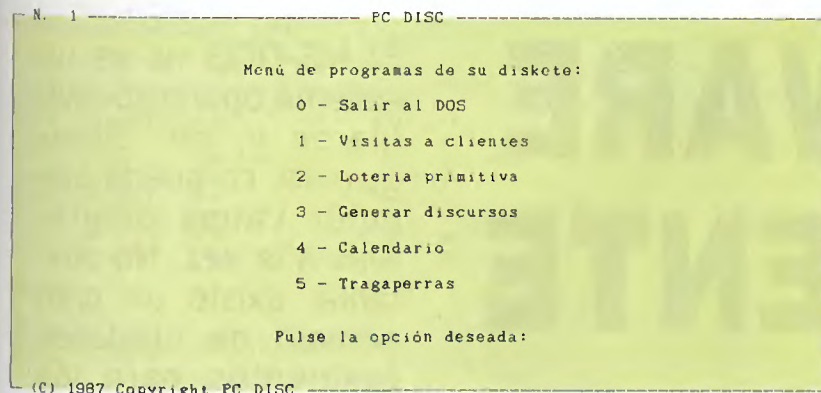 N. 1 PC DISC
Menú de programas de su diskete:
0 - Salir al DOS
1 - Visitas a clientes
2 - Loteria primitiva
3 - Generar discursos
4 - Calendario
5 - Tragaperras
Pulse la opción deseada:
(C) 1987 Copyright PC DISC